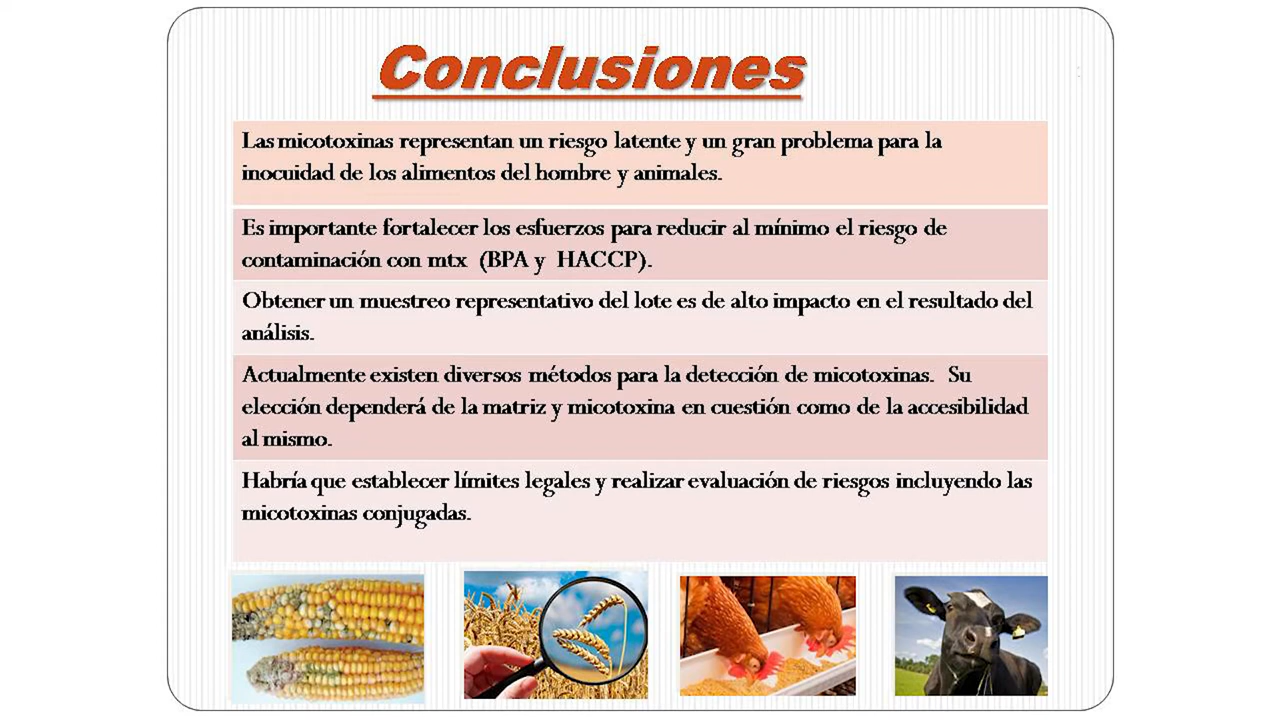 Conclusiones
Las micotoxinas representan un riesgo latente y un gran problema para la
inocuidad de los alimentos del hombre y animales.
Es importante fortalecer los esfuerzos para reducir al mínimo el riesgo de
contaminación con mtx (BPA y HACCP).
Obtener un muestreo representativo del lote es de alto impacto en el resultado del
análisis.
Actualmente existen diversos métodos para la detección de micotoxinas. Su
elección dependerá de la matriz y micotoxina en cuestión como de la accesibilidad
al mismo.
Habría que establecer límites legales y realizar evaluación de riesgos incluyendo las
micotoxinas conjugadas.